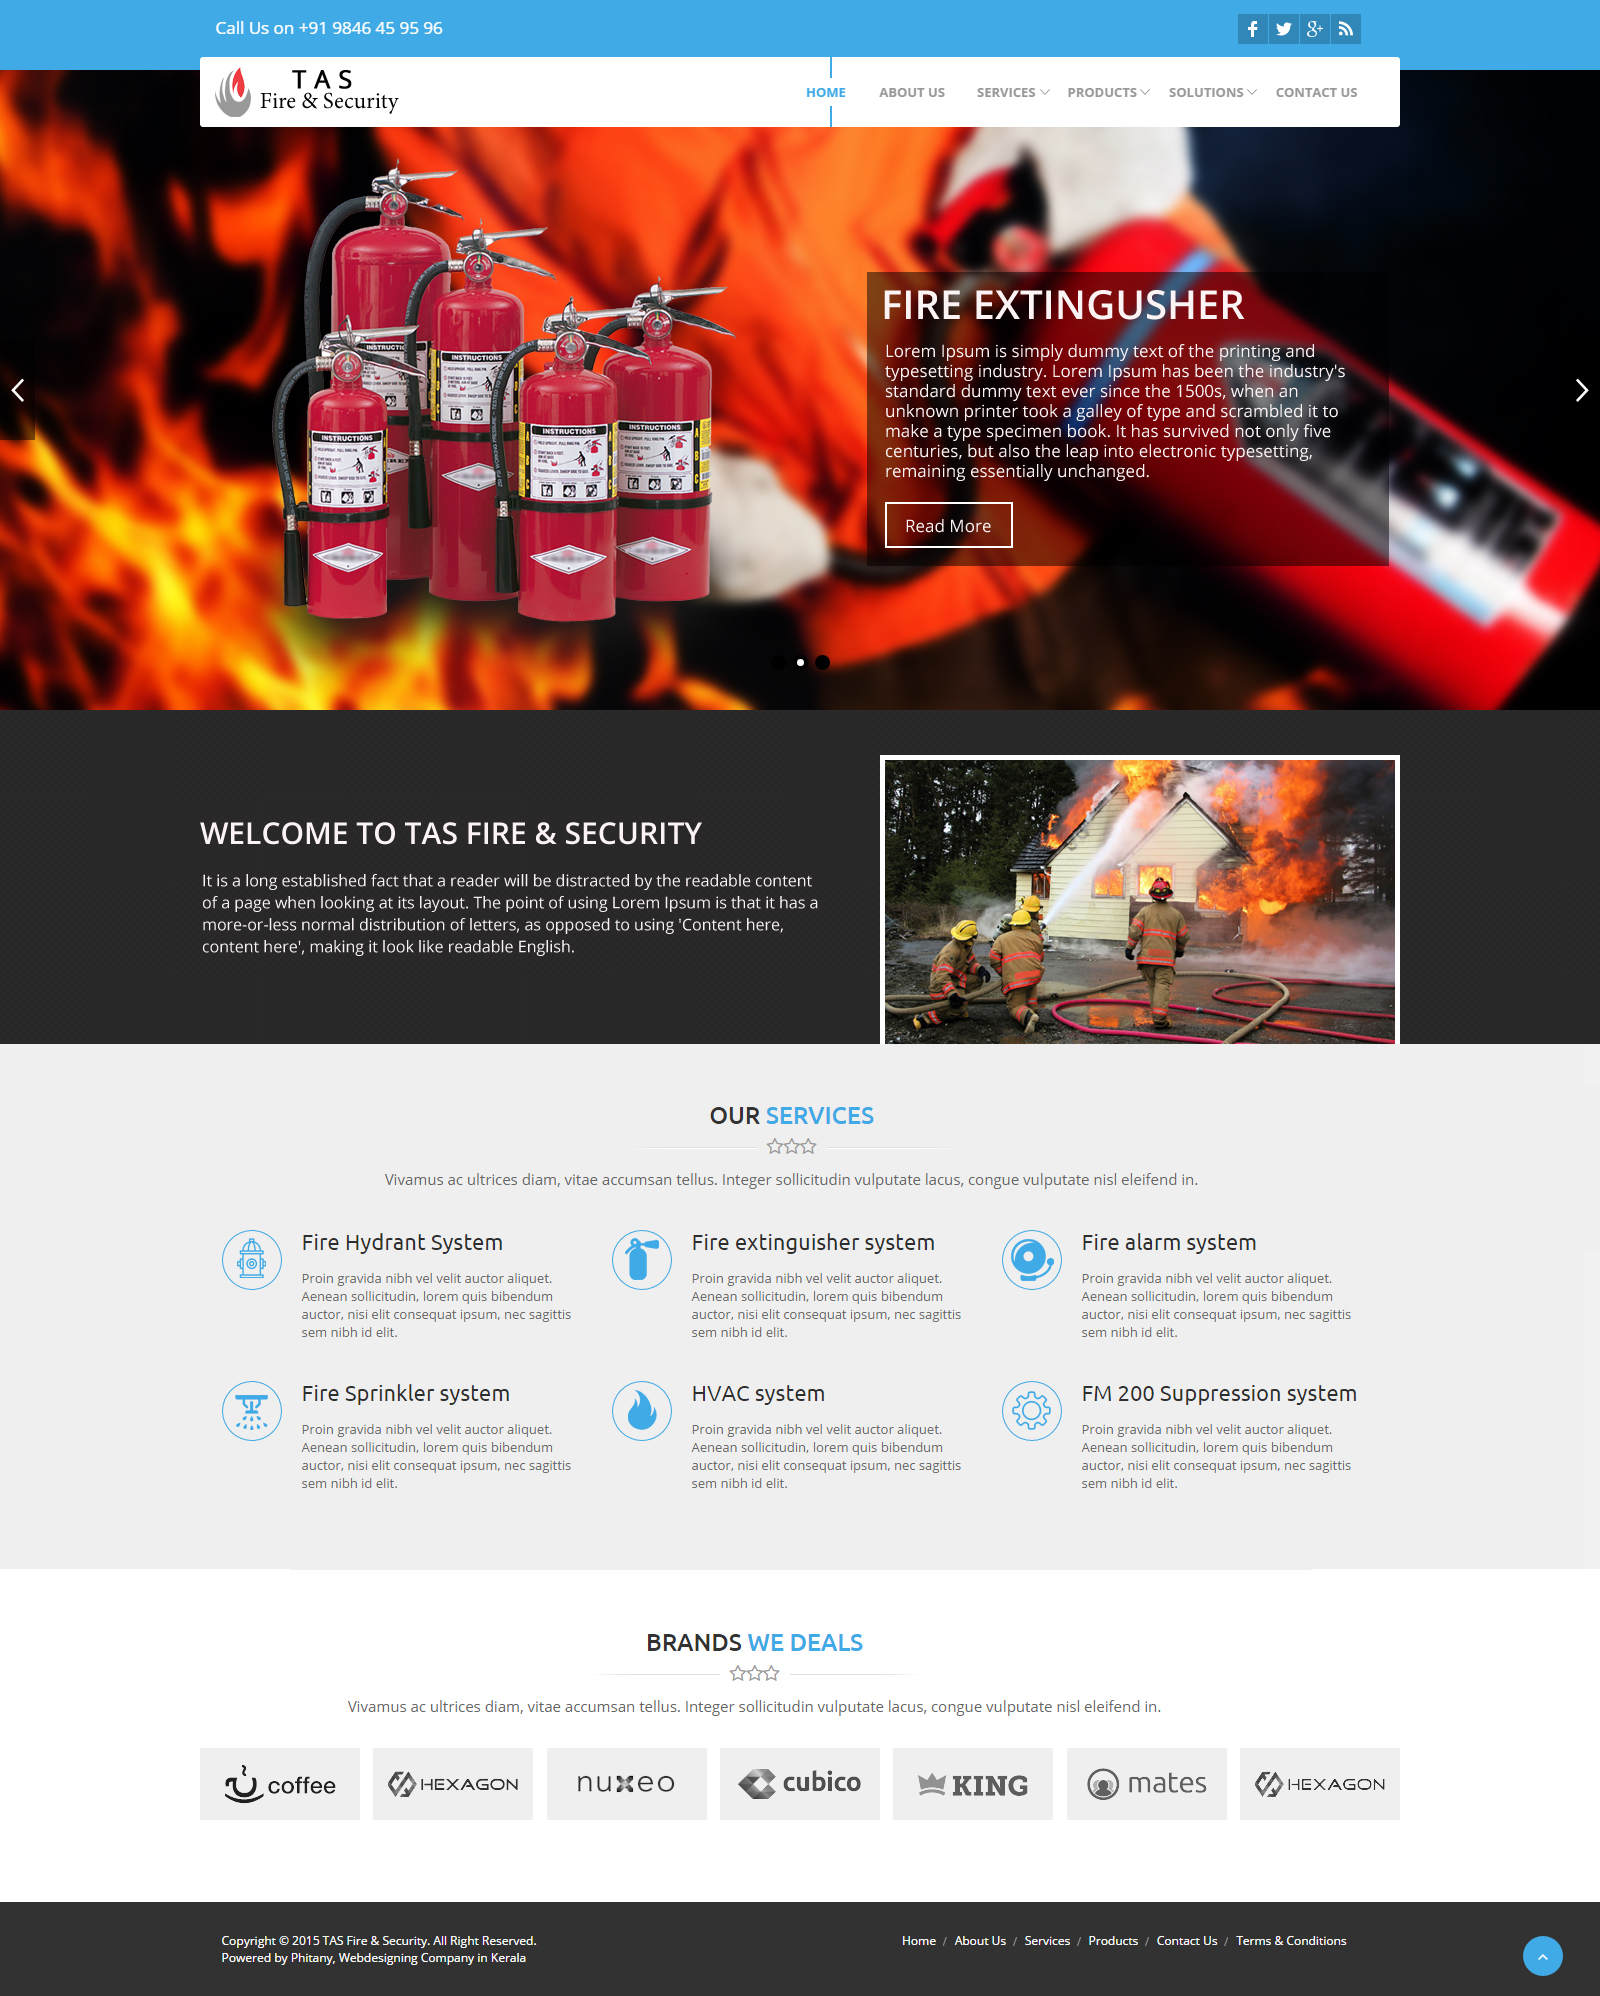 Call Us on +91 9846 45 95 96
TAS
Fire & Security
HOME ABOUT US SERVICES PRODUCTS SOLUTIONS CONTACT US
INSTRUCTIONS
INSTRUCTIONS
INSTRUCTIONS
INSTRUCTIONS
FIRE EXTINGUSHER
Lorem Ipsum is simply dummy text of the printing and
typesetting industry. Lorem Ipsum has been the industry's
standard dummy text ever since the 1500s, when an
unknown printer took a galley of type and scrambled it to
make a type specimen book. It has survived not only five
centuries, but also the leap into electronic typesetting,
remaining essentially unchanged.
Read More
WELCOME TO TAS FIRE & SECURITY
It is a long established fact that a reader will be distracted by the readable content
of a page when looking at its layout. The point of using Lorem Ipsum is that it has a
more-or-less normal distribution of letters, as opposed to using 'Content here,
content here', making it look like readable English.
OUR SERVICES
Vivamus ac ultrices diam, vitae accumsan tellus. Integer sollicitudin vulputate lacus, congue vulputate nisl eleifend in.
Fire Hydrant System
Proin gravida nibh vel velit auctor aliquet.
Aenean sollicitudin, lorem quis bibendum
auctor, nisi elit consequat ipsum, nec sagittis
sem nibh id elit.
Fire extinguisher system
Proin gravida nibh vel velit auctor aliquet.
Aenean sollicitudin, lorem quis bibendum
auctor, nisi elit consequat ipsum, nec sagittis
sem nibh id elit.
Fire alarm system
Proin gravida nibh vel velit auctor aliquet.
Aenean sollicitudin, lorem quis bibendum
auctor, nisi elit consequat ipsum, nec sagittis
sem nibh id elit.
Fire Sprinkler system
Proin gravida nibh vel velit auctor aliquet.
Aenean sollicitudin, lorem quis bibendum
auctor, nisi elit consequat ipsum, nec sagittis
sem nibh id elit.
HVAC system
Proin gravida nibh vel velit auctor aliquet.
Aenean sollicitudin, lorem quis bibendum
auctor, nisi elit consequat ipsum, nec sagittis
sem nibh id elit.
FM 200 Suppression system
Proin gravida nibh vel velit auctor aliquet.
Aenean sollicitudin, lorem quis bibendum
auctor, nisi elit consequat ipsum, nec sagittis
sem nibh id elit.
BRANDS WE DEALS
Vivamus ac ultrices diam, vitae accumsan tellus. Integer sollicitudin vulputate lacus, congue vulputate nisl eleifend in.
coffee
HEXAGON
nuxeo
cubico
KING
mates
HEXAGON
Copyright © 2015 TAS Fire & Security. All Right Reserved.
Powered by Phitany, Webdesigning Company in Kerala
Home / About Us / Services / Products / Contact Us / Terms & Conditions